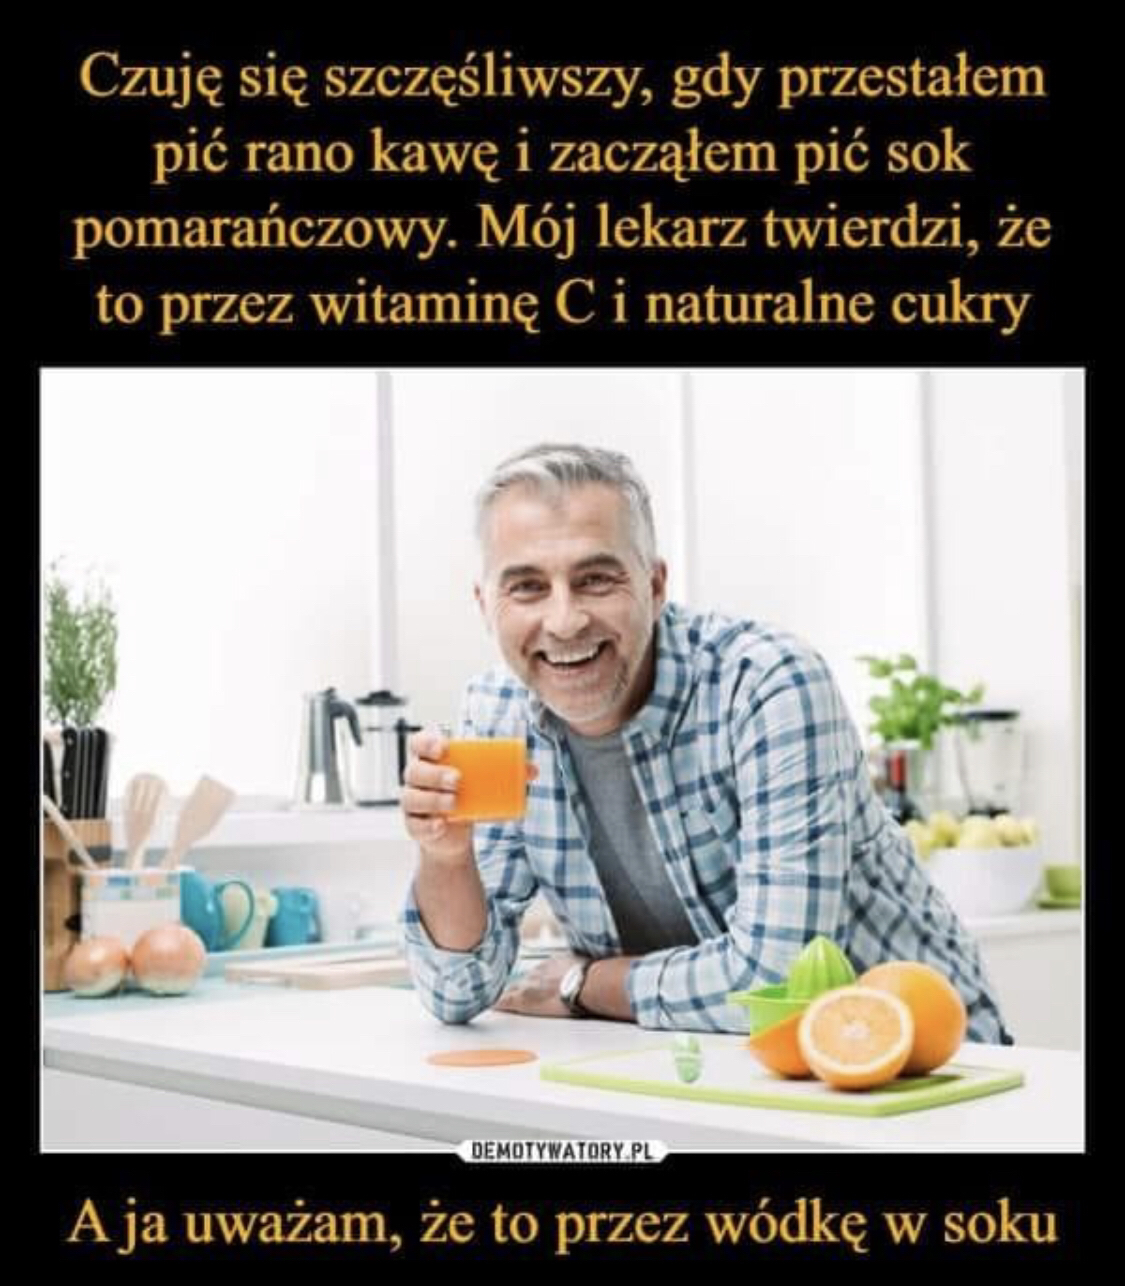 Czuję się szczęśliwszy, gdy przestałem
pić rano kawę i zacząłem pić sok
pomarańczowy. Mój lekarz twierdzi, że
to przez witaminę C i naturalne cukry
DEMOTYWATORY.PL
A ja uważam, że to przez wódkę w soku